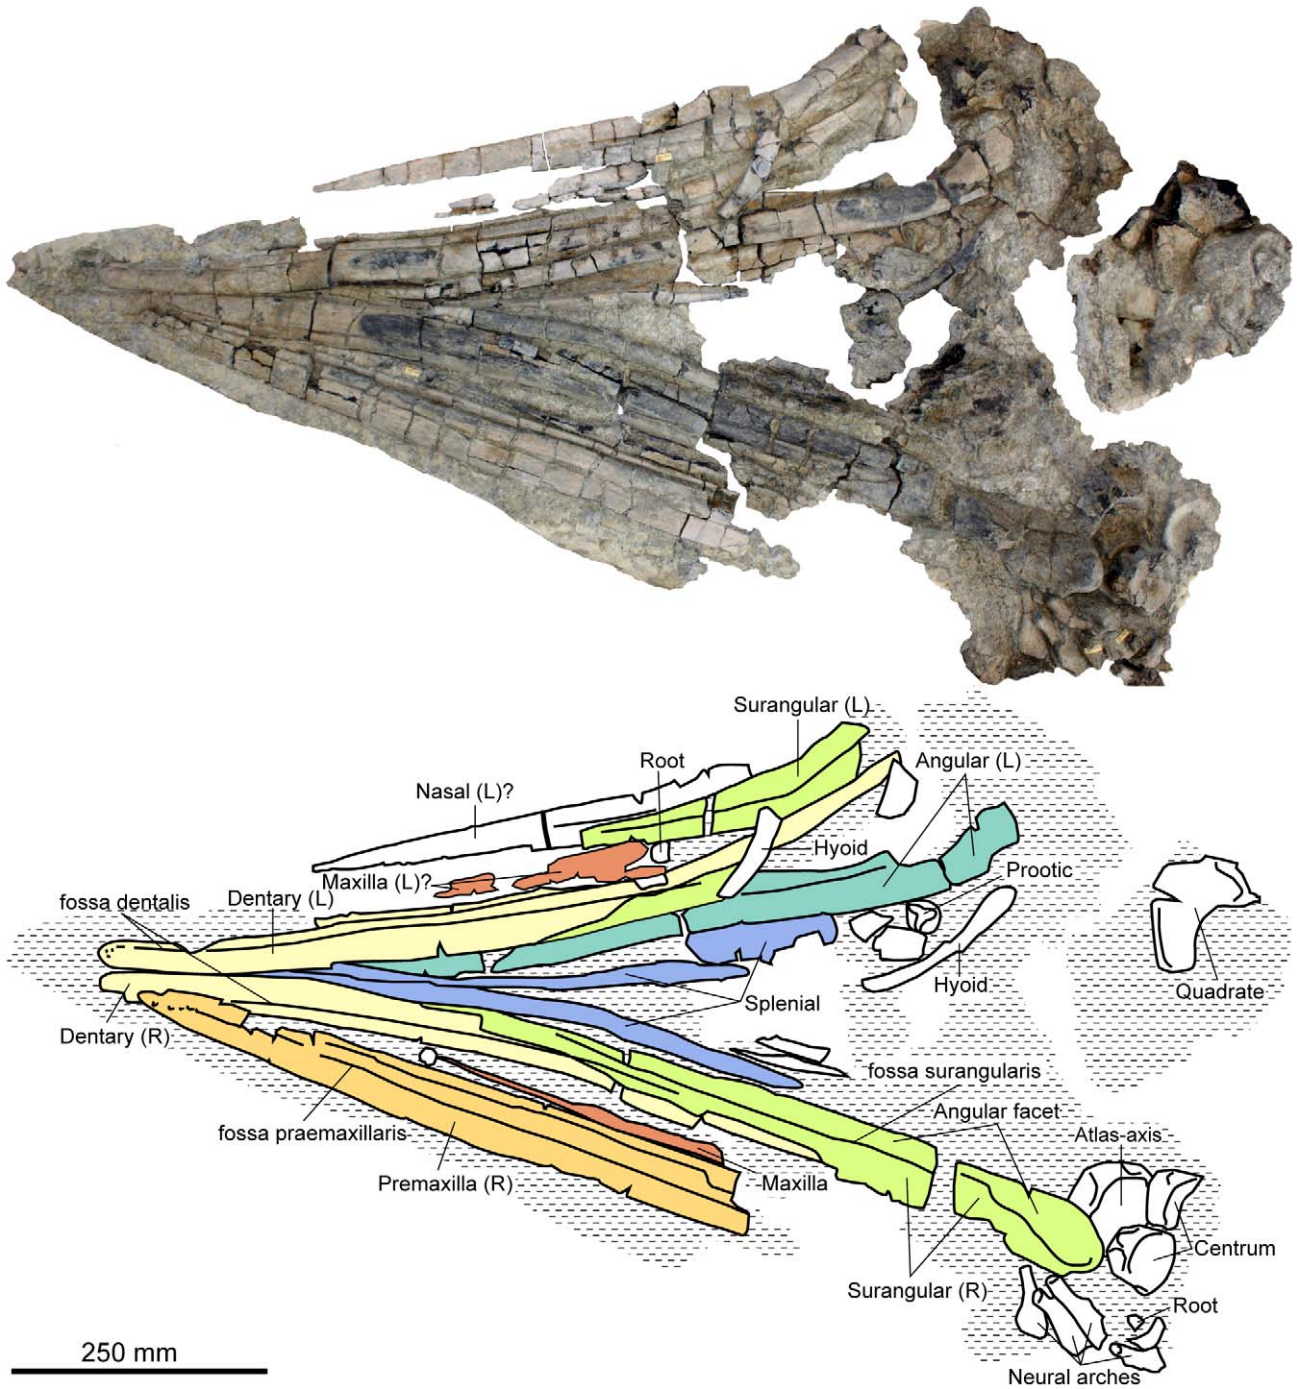 Surangular (L)
Root
Angular (L)
Nasal (L)?
Hyoid
Maxilla (L)?
Prootic
fossa dentalis
Dentary (L)
Hyoid
Quadrate
Splenial
Dentary (R)
fossa surangularis
Angular facet
fossa praemaxillaris
Atlas-axis
Premaxilla (R)
Maxilla
Centrum
Surangular (R)
Root
250 mm
Neural arches